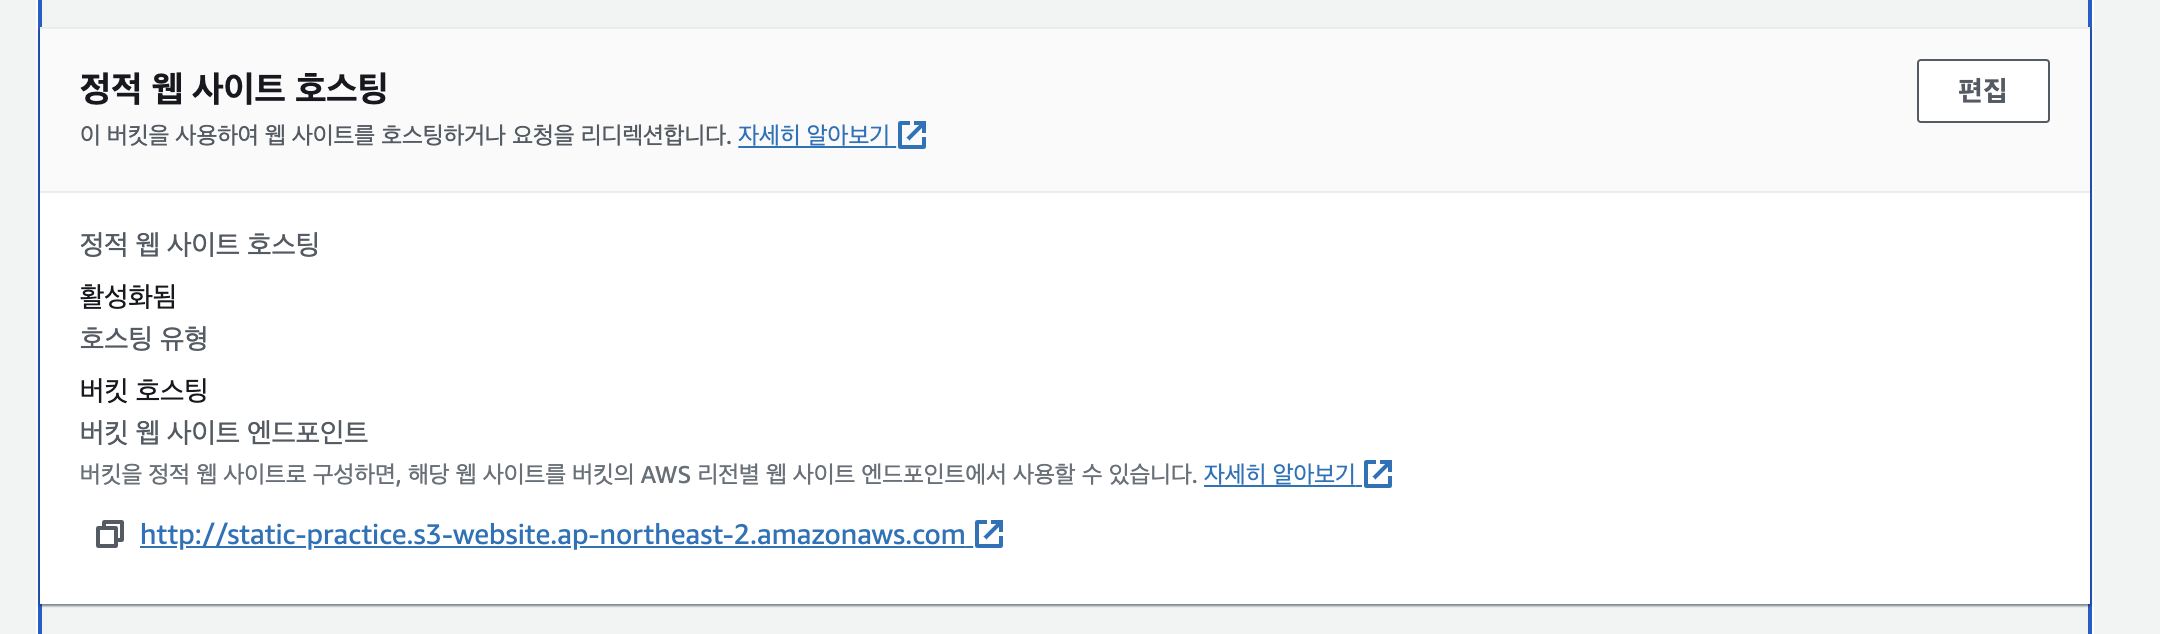 정적 웹 사이트 호스팅
편집
이 버킷을 사용하여 웹 사이트를 호스팅하거나 요청을 리디렉션합니다. 자세히 알아보기
정적 웹 사이트 호스팅
활성화됨
호스팅 유형
버킷 호스팅
버킷 웹 사이트 엔드포인트
버킷을 정적 웹 사이트로 구성하면, 해당 웹 사이트를 버킷의 AWS 리전별 웹 사이트 엔드포인트에서 사용할 수 있습니다. 자세히 알아보기
http://static-practice.s3-website.ap-northeast-2.amazonaws.com